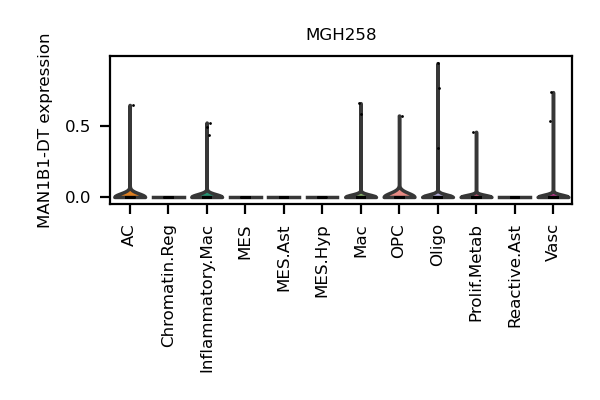 MGH258
MAN1B1-DT expression
0.5
0.0
AC
Chromatin.Reg
Inflammatory.Mac
MES
MES.Ast
MES.Hyp
Mac
OPC
Oligo
Prolif.Metab
Reactive.Ast
Vasc